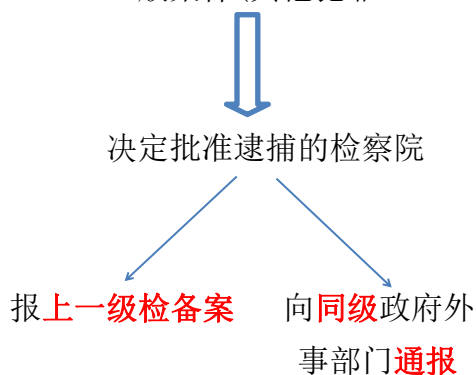 决定批准逮捕的检察院
报上一级检备案
向同级政府外
事部门通报